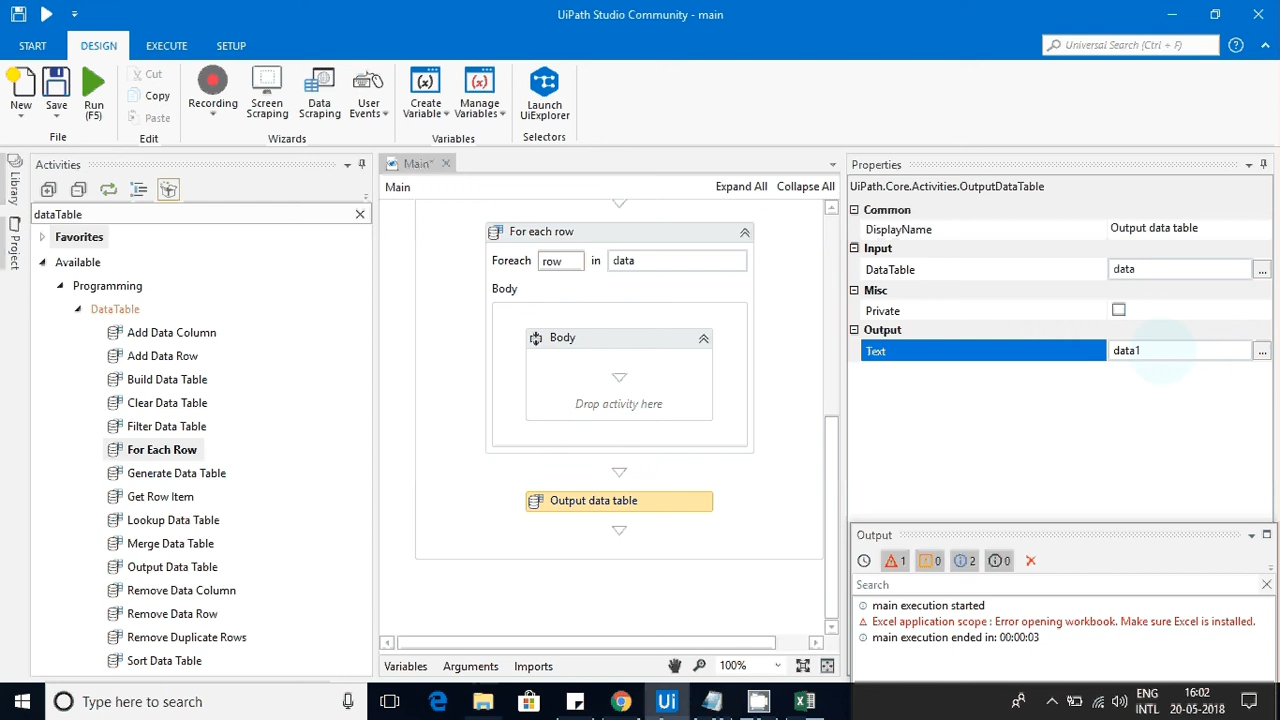 UiPath Studio Community - main
START DESIGN EXECUTE SETUP
Universal Search (Ctrl + F)
New Save Run (F5) Cut Copy Paste Recording Screen Scraping Data Scraping User Events Create Variable Manage Variables Launch UiExplorer
File Edit Wizards Variables Selectors
Library
Project
Activities
dataTable
Favorites
Available
Programming
DataTable
Add Data Column
Add Data Row
Build Data Table
Clear Data Table
Filter Data Table
For Each Row
Generate Data Table
Get Row Item
Lookup Data Table
Merge Data Table
Output Data Table
Remove Data Column
Remove Data Row
Remove Duplicate Rows
Sort Data Table
Main*
Main Expand All Collapse All
For each row
Foreach row in data
Body
Body
Drop activity here
Output data table
Variables Arguments Imports 100%
Properties
UiPath.Core.Activities.OutputDataTable
Common
DisplayName Output data table
Input
DataTable data ...
Misc
Private
Output
Text data1 ...
Output
1 0 2 0
Search
main execution started
Excel application scope : Error opening workbook. Make sure Excel is installed.
main execution ended in: 00:00:03
Type here to search
Ui
ENG
INTL
16:02
20-05-2018